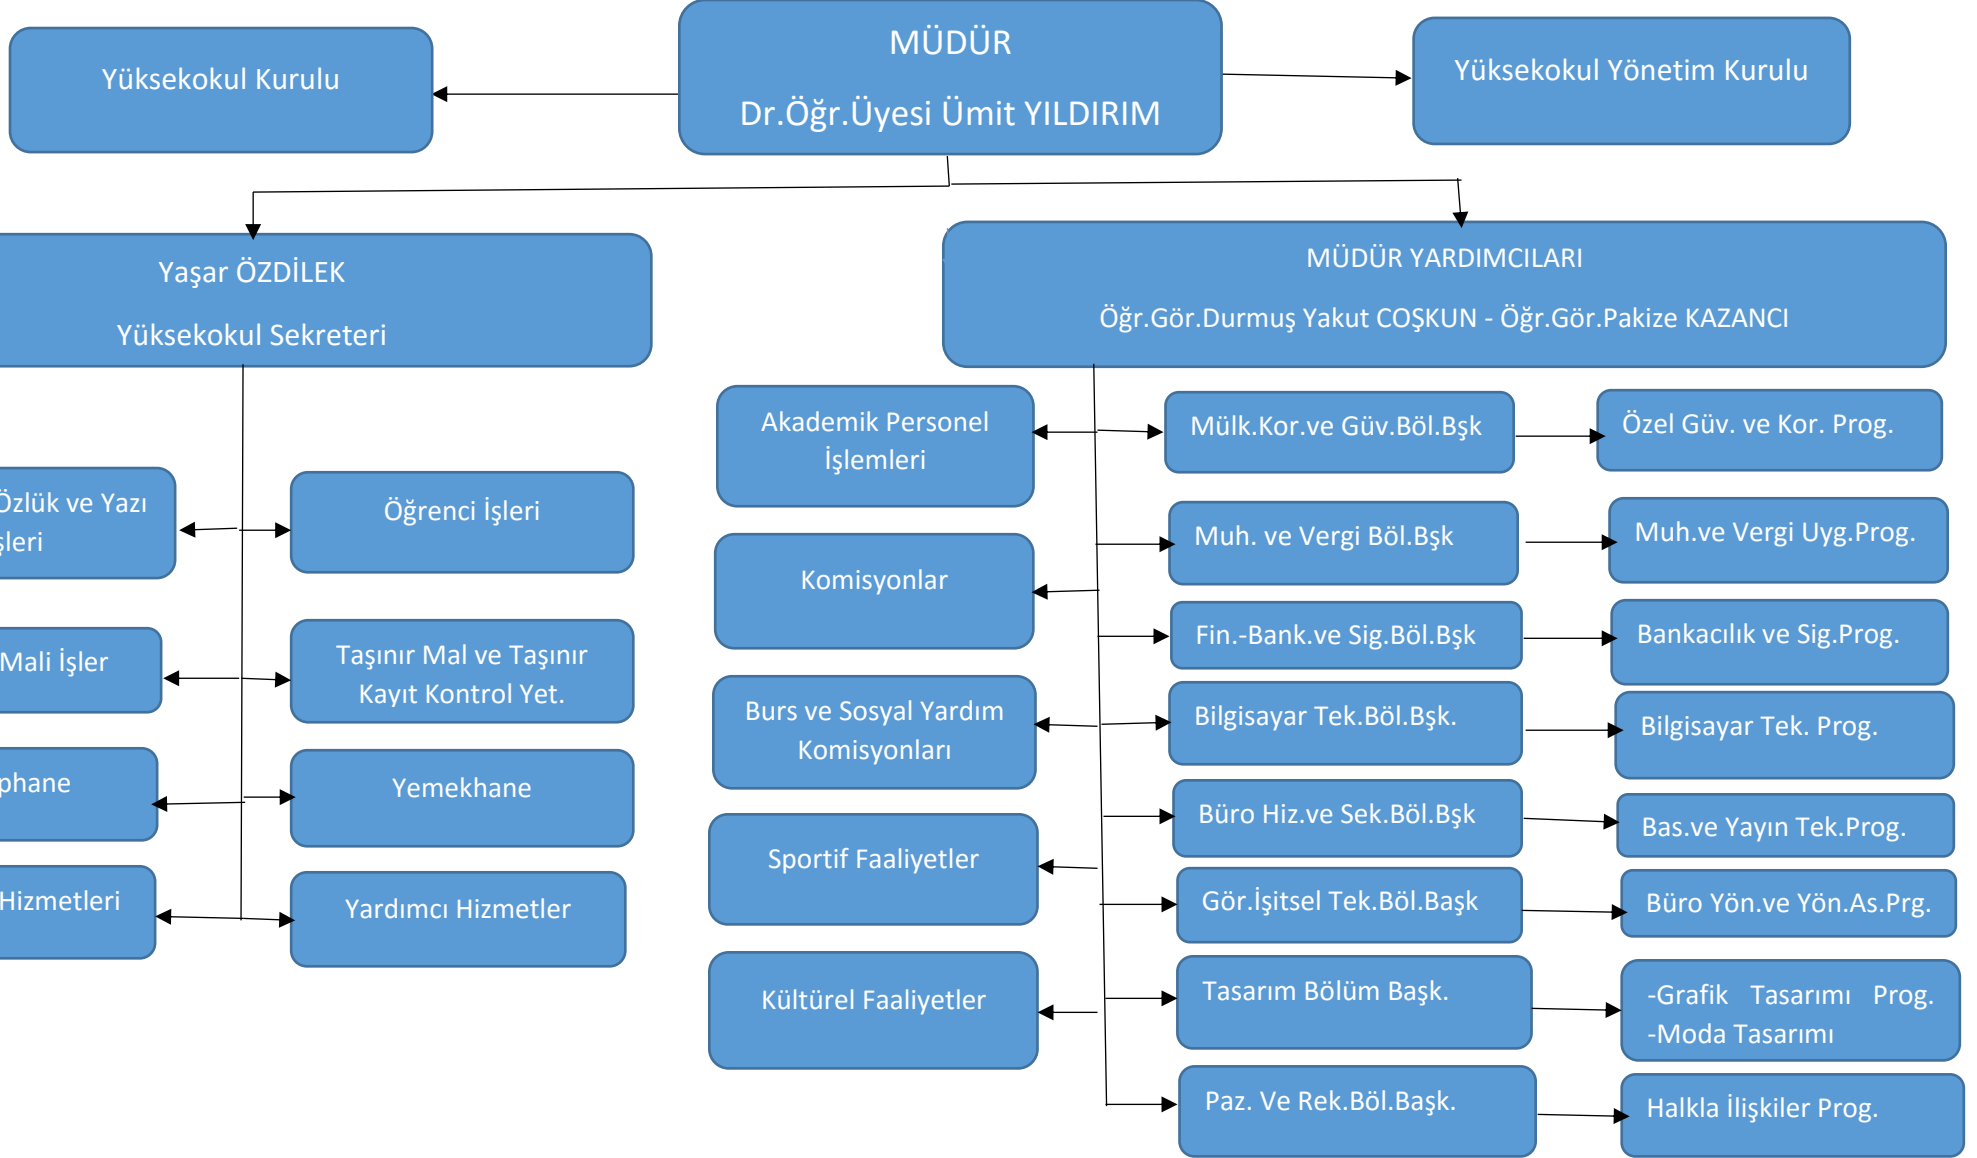 Yüksekokul Kurulu
MÜDÜR
Dr.Öğr.Üyesi Ümit YILDIRIM
Yüksekokul Yönetim Kurulu
Yaşar ÖZDİLEK
Yüksekokul Sekreteri
MÜDÜR YARDIMCILARI
Öğr.Gör.Durmuş Yakut COŞKUN - Öğr.Gör.Pakize KAZANCI
Özlük ve Yazı
Öğrenci İşleri
Mali İşler
Taşınır Mal ve Taşınır
Kayıt Kontrol Yet.
Yemekhane
Hizmetleri
Yardımcı Hizmetler
Akademik Personel
İşlemleri
Komisyonlar
Burs ve Sosyal Yardım
Komisyonları
Sportif Faaliyetler
Kültürel Faaliyetler
Mülk.Kor.ve Güv.Böl.Bşk
Özel Güv. ve Kor. Prog.
Muh. ve Vergi Böl.Bşk
Muh.ve Vergi Uyg.Prog.
Fin.-Bank.ve Sig.Böl.Bşk
Bankacılık ve Sig.Prog.
Bilgisayar Tek.Böl.Bşk.
Bilgisayar Tek. Prog.
Büro Hiz.ve Sek.Böl.Bşk
Bas.ve Yayın Tek.Prog.
Gör.İşitsel Tek.Böl.Başk
Büro Yön.ve Yön.As.Prg.
Tasarım Bölüm Başk.
-Grafik Tasarımı Prog.
-Moda Tasarımı
Paz. Ve Rek.Böl.Başk.
Halkla İlişkiler Prog.